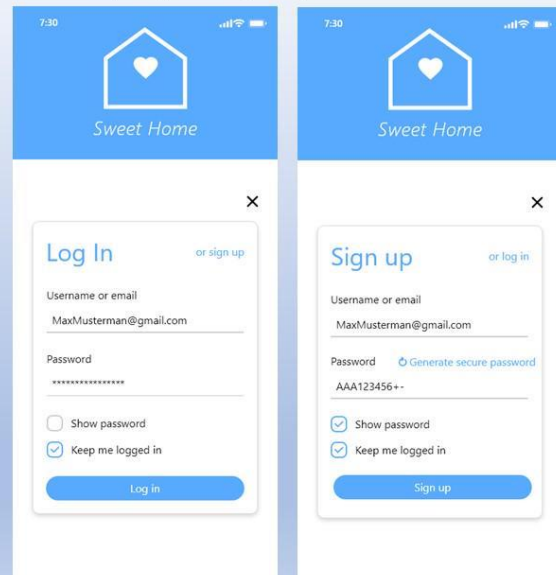 7:30
Sweet Home
Log In
or sign up
Username or email
MaxMusterman@gmail.com
Password
****************
Show password
Keep me logged in
Log in
7:30
Sweet Home
Sign up
or log in
Username or email
MaxMusterman@gmail.com
Password
Generate secure password
AAA123456+-
Show password
Keep me logged in
Sign up